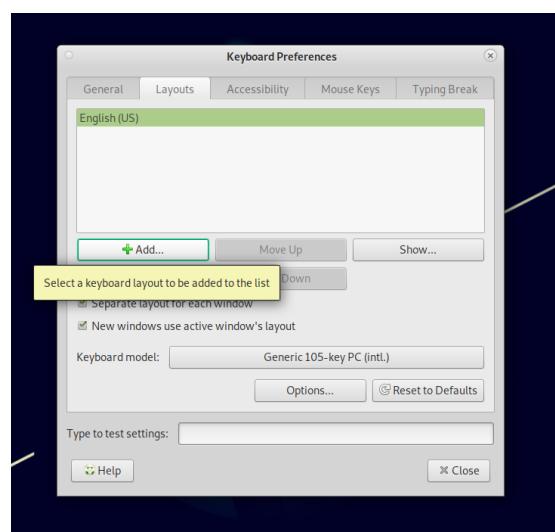 Keyboard Preferences
General Layouts Accessibility Mouse Keys Typing Break
English (US)
Add... Move Up Show...
Select a keyboard layout to be added to the list
Down
Separate layout for each window
New windows use active window's layout
Keyboard model: Generic 105-key PC (intl.)
Options... Reset to Defaults
Type to test settings:
Help Close